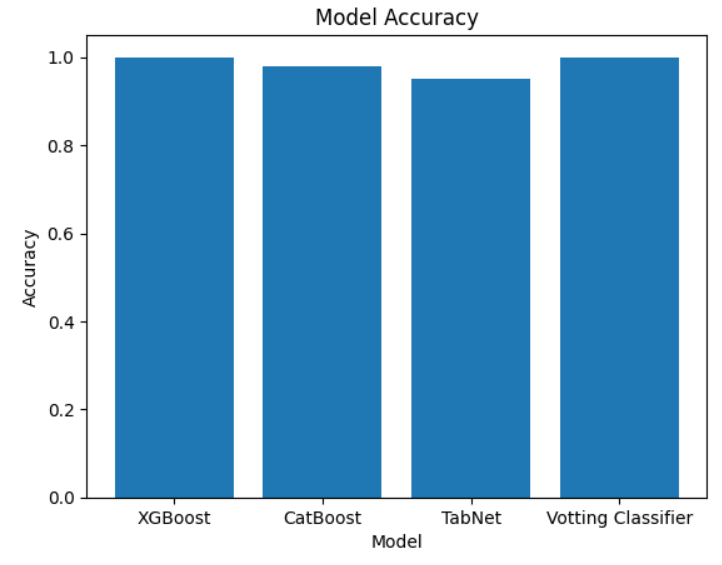 Model Accuracy
1.0
0.8
0.6
0.4
0.2
0.0
Accuracy
XGBoost CatBoost TabNet Votting Classifier
Model